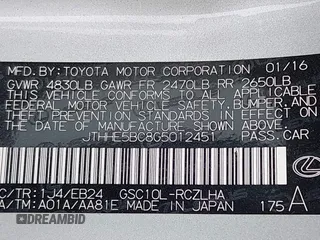 MFD.BY:TOYOTA MOTOR CORPORATION 01/16
GVWR 4830LB GAWR FR 2470LB RR 2650LB
THIS VEHICLE CONFORMS TO ALL APPLICABLE
FEDERAL MOTOR VEHICLE SAFETY, BUMPER, AND
THEFT PREVENTION STANDARDS IN EFFECT ON
THE DATE OF MANUFACTURE SHOWN ABOVE.
JTHHE5BC8G5012451 PASS.CAR
C/TR:1J4/EB24 GSC10L-RCZLHA
A/TM:A01A/AA81E MADE IN JAPAN 175A
DREAMBID